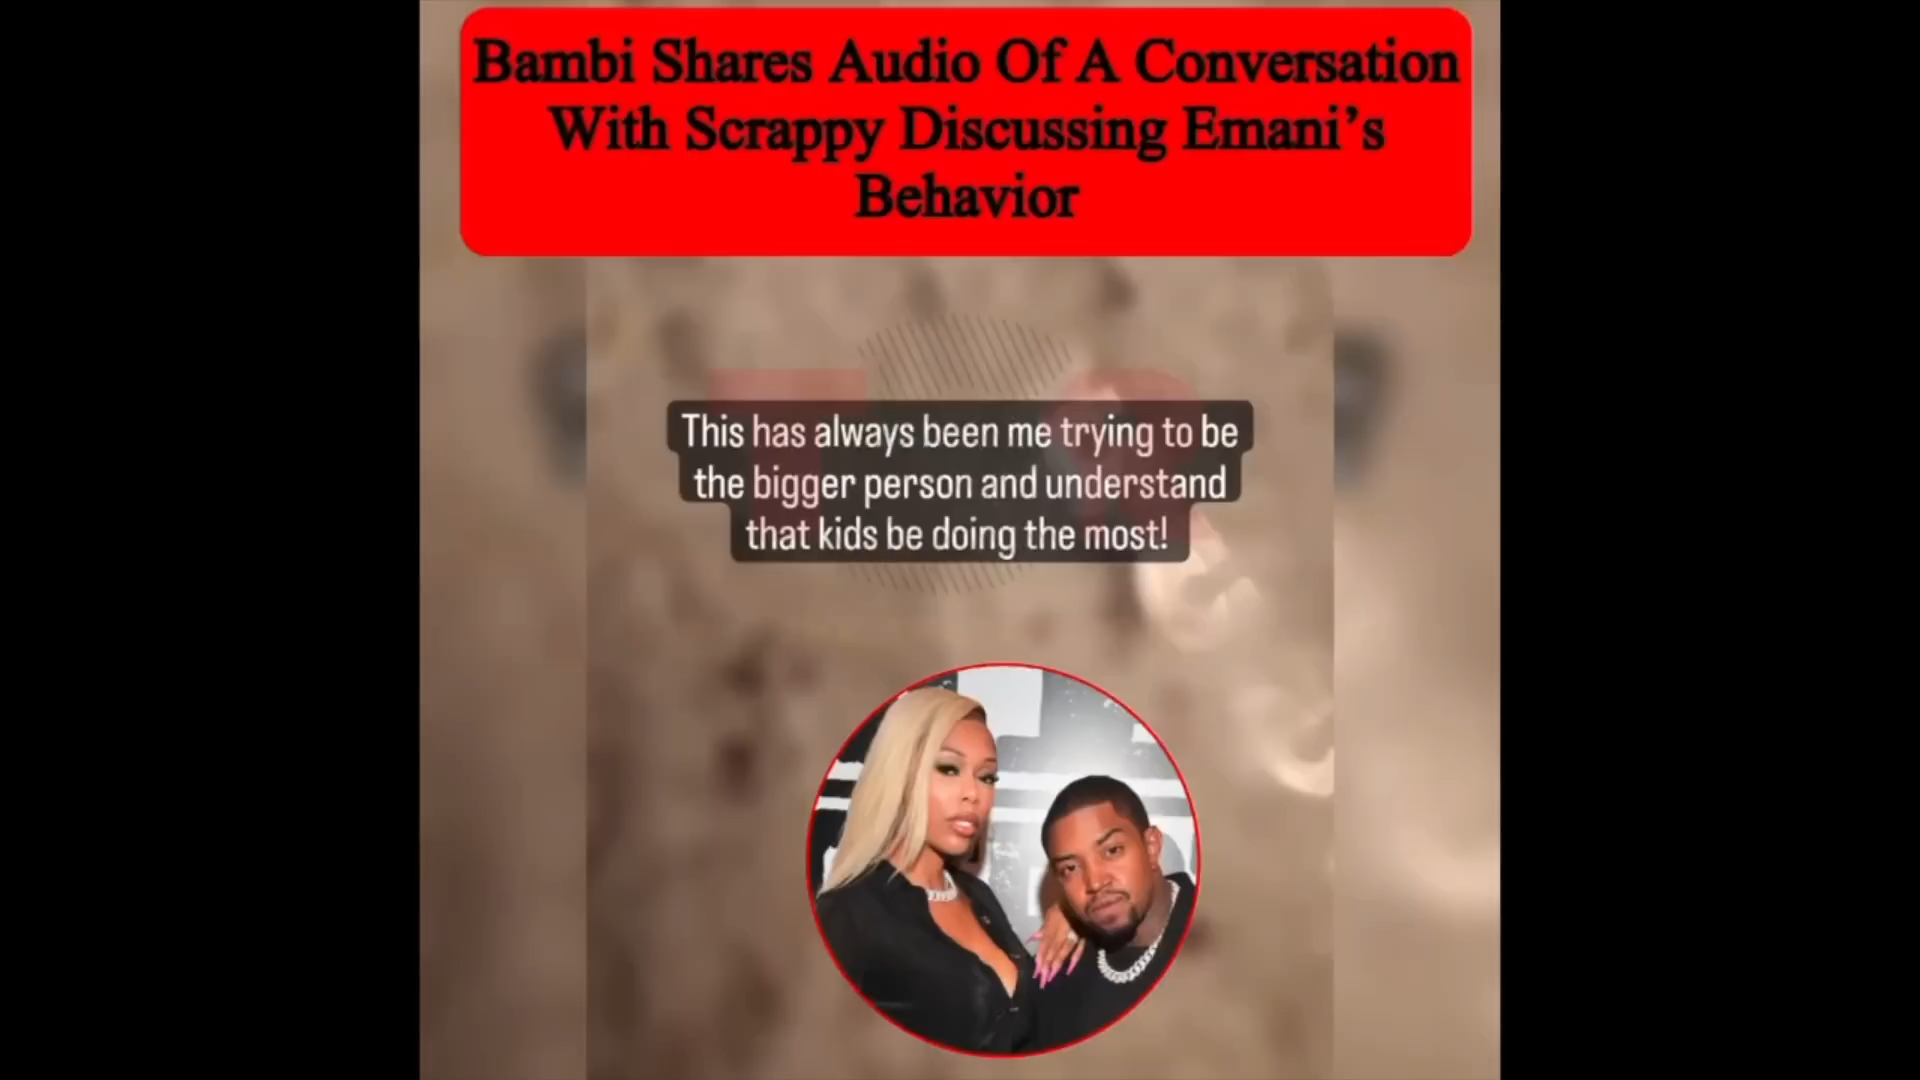 Bambi Shares Audio Of A Conversation
With Scrappy Discussing Emani’s
Behavior
This has always been me trying to be
the bigger person and understand
that kids be doing the most!